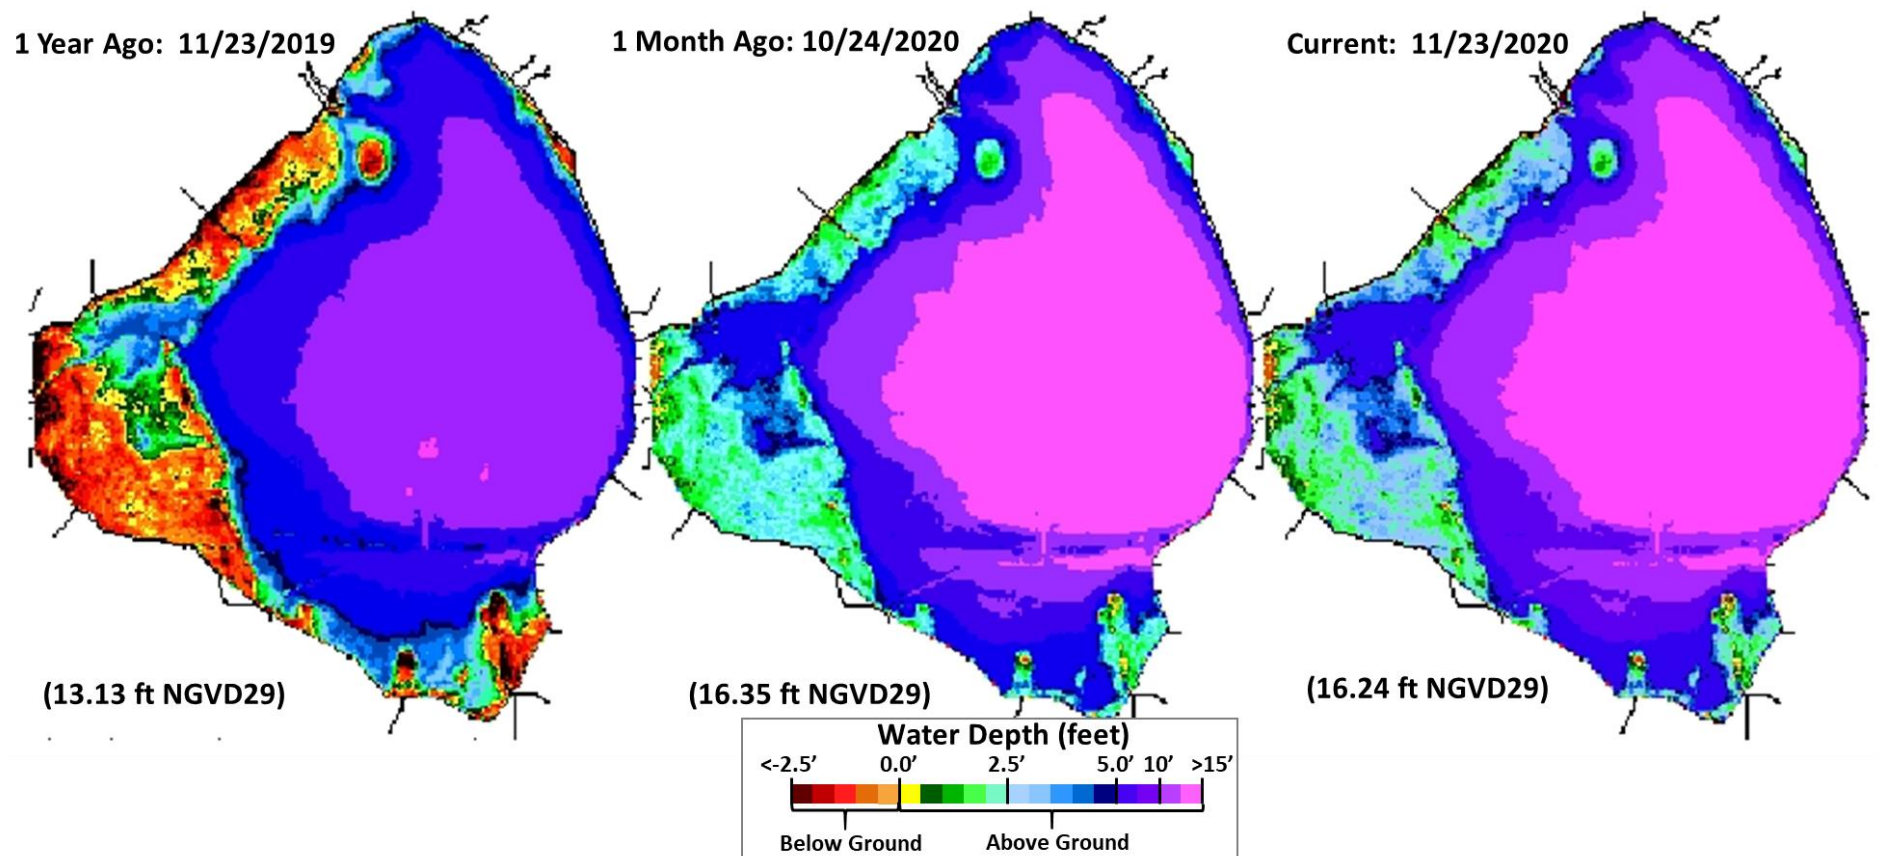 1 Year Ago: 11/23/2019
1 Month Ago: 10/24/2020
Current: 11/23/2020
(13.13 ft NGVD29)
(16.35 ft NGVD29)
(16.24 ft NGVD29)
Water Depth (feet)
<-2.5’ 0.0’ 2.5’ 5.0’ 10’ >15’
Below Ground Above Ground